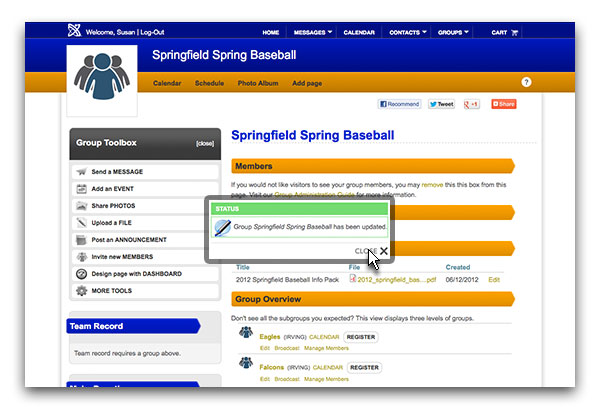 Welcome, Susan | Log-Out HOME MESSAGES CALENDAR CONTACTS GROUPS CART
Springfield Spring Baseball
Calendar Schedule Photo Album Add page ?
Recommend Tweet +1 Share
Group Toolbox [close]
Send a MESSAGE
Add an EVENT
Share PHOTOS
Upload a FILE
Post an ANNOUNCEMENT
Invite new MEMBERS
Design page with DASHBOARD
MORE TOOLS
Team Record
Team record requires a group above.
Springfield Spring Baseball
Members
If you would not like visitors to see your group members, you may remove this this box from this
page. Visit our Group Administration Guide for more information.
STATUS
Group Springfield Spring Baseball has been updated.
CLOSE
Title File Created
2012 Springfield Baseball Info Pack 2012_springfield_bas....pdf 06/12/2012 Edit
Group Overview
Don't see all the subgroups you expected? This view displays three levels of groups.
Eagles (IRVING) CALENDAR REGISTER
Edit Broadcast Manage Members
Falcons (IRVING) CALENDAR REGISTER
Edit Broadcast Manage Members